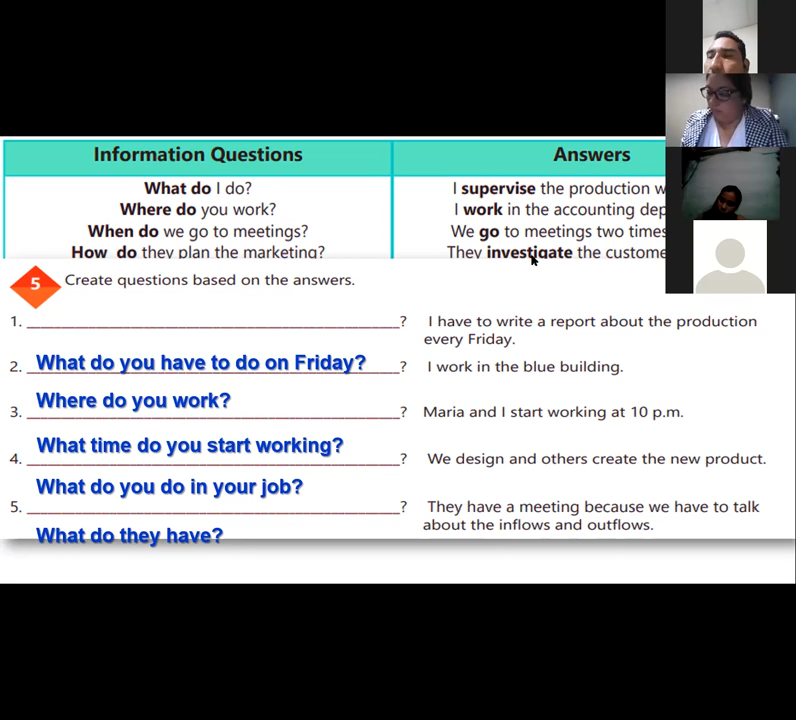 Information Questions
Answers
What do I do?
I supervise the production w
Where do you work?
I work in the accounting dep
When do we go to meetings?
We go to meetings two times
How do they plan the marketing?
They investigate the custome
5 Create questions based on the answers.
1. ? I have to write a report about the production
every Friday.
What do you have to do on Friday?
2. ? I work in the blue building.
Where do you work?
3. ? Maria and I start working at 10 p.m.
What time do you start working?
4. ? We design and others create the new product.
What do you do in your job?
5. ? They have a meeting because we have to talk
about the inflows and outflows.
What do they have?